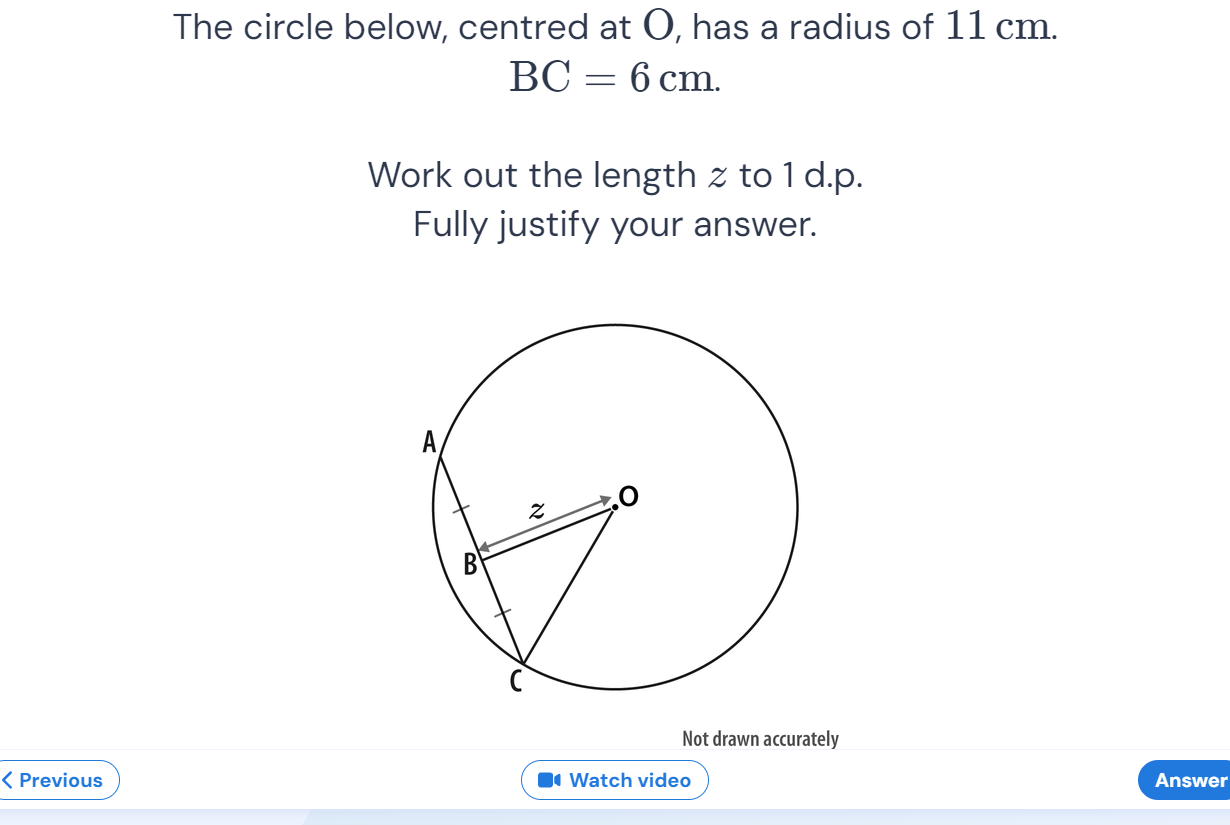 The circle below, centred at O, has a radius of 11 cm.
BC = 6 cm.
Work out the length z to 1 d.p.
Fully justify your answer.
A
z
O
B
C
Not drawn accurately
Previous
Watch video
Answer